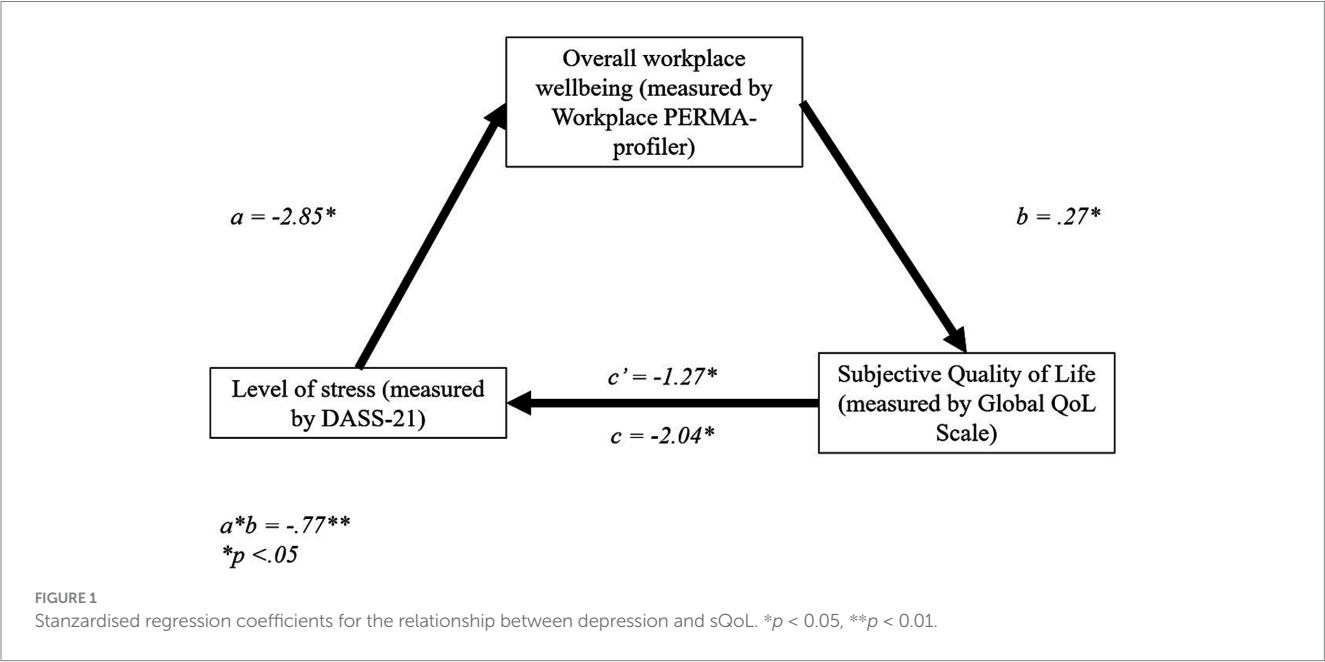 Overall workplace
wellbeing (measured by
Workplace PERMA-
profiler)
a = -2.85*
b = .27*
Level of stress (measured
by DASS-21)
c’ = -1.27*
c = -2.04*
Subjective Quality of Life
(measured by Global QoL
Scale)
a*b = -.77**
*p <.05
FIGURE 1
Stanzardised regression coefficients for the relationship between depression and sQoL. *p < 0.05, **p < 0.01.